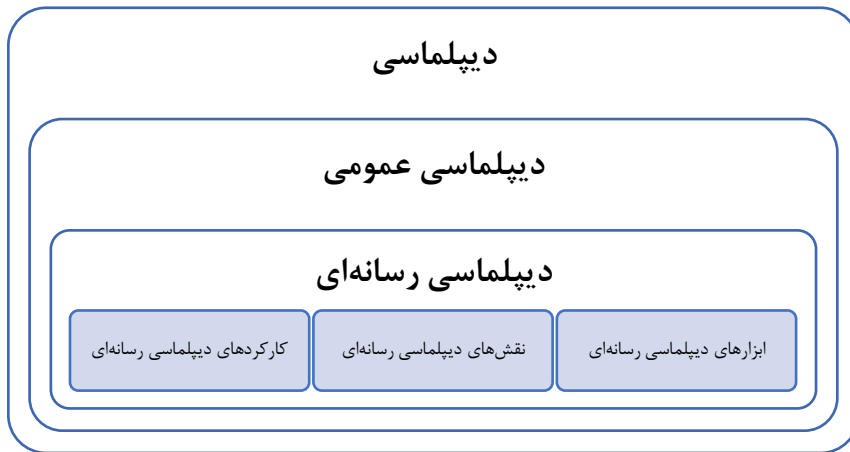 دیپلماسی
دیپلماسی عمومی
دیپلماسی رسانه‌ای
ابزارهای دیپلماسی رسانه‌ای
نقش‌های دیپلماسی رسانه‌ای
کارکردهای دیپلماسی رسانه‌ای